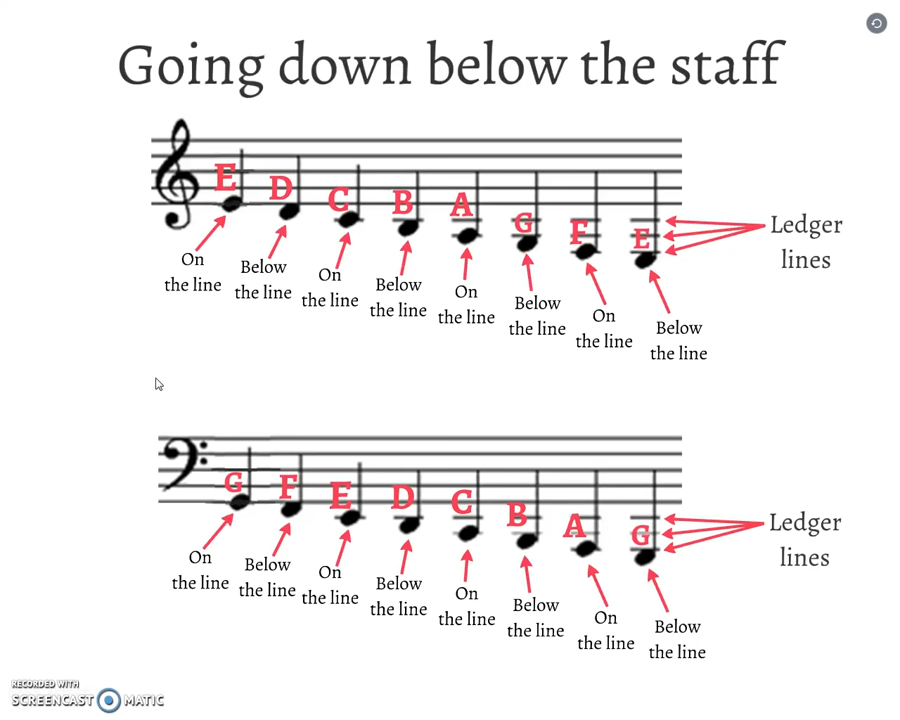 Going down below the staff
E D C B A G F E
On
the line
Below
the line
On
the line
Below
the line
On
the line
Below
the line
On
the line
Below
the line
Ledger
lines
G F E D C B A G
On
the line
Below
the line
On
the line
Below
the line
On
the line
Below
the line
On
the line
Below
the line
Ledger
lines
RECORDED WITH
SCREENCAST MATIC